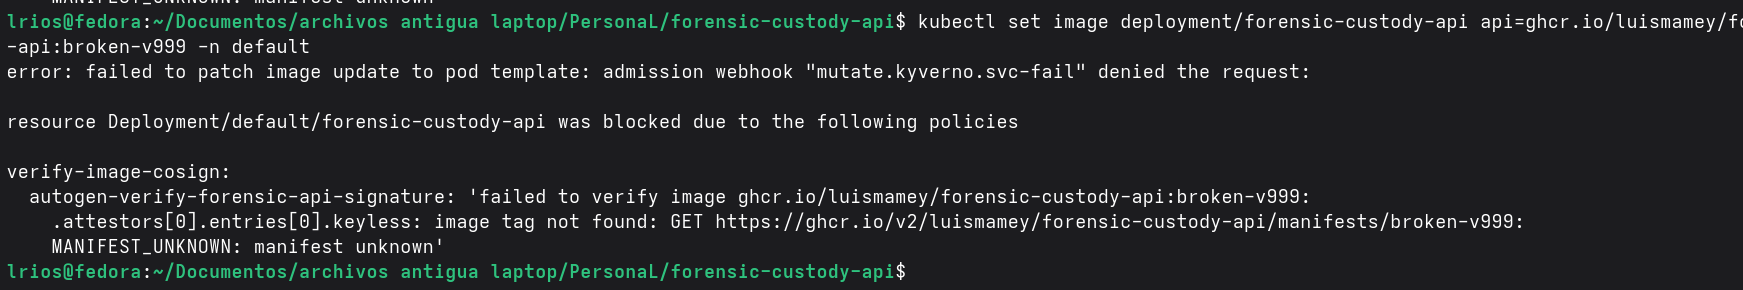 MANIFEST_UNKNOWN: manifest unknown'
lrios@fedora:~/Documentos/archivos antigua laptop/PersonaL/forensic-custody-api$ kubectl set image deployment/forensic-custody-api api=ghcr.io/luismamey/fo
-api:broken-v999 -n default
error: failed to patch image update to pod template: admission webhook "mutate.kyverno.svc-fail" denied the request:
resource Deployment/default/forensic-custody-api was blocked due to the following policies
verify-image-cosign:
autogen-verify-forensic-api-signature: 'failed to verify image ghcr.io/luismamey/forensic-custody-api:broken-v999:
.attestors[0].entries[0].keyless: image tag not found: GET https://ghcr.io/v2/luismamey/forensic-custody-api/manifests/broken-v999:
MANIFEST_UNKNOWN: manifest unknown'
lrios@fedora:~/Documentos/archivos antigua laptop/PersonaL/forensic-custody-api$